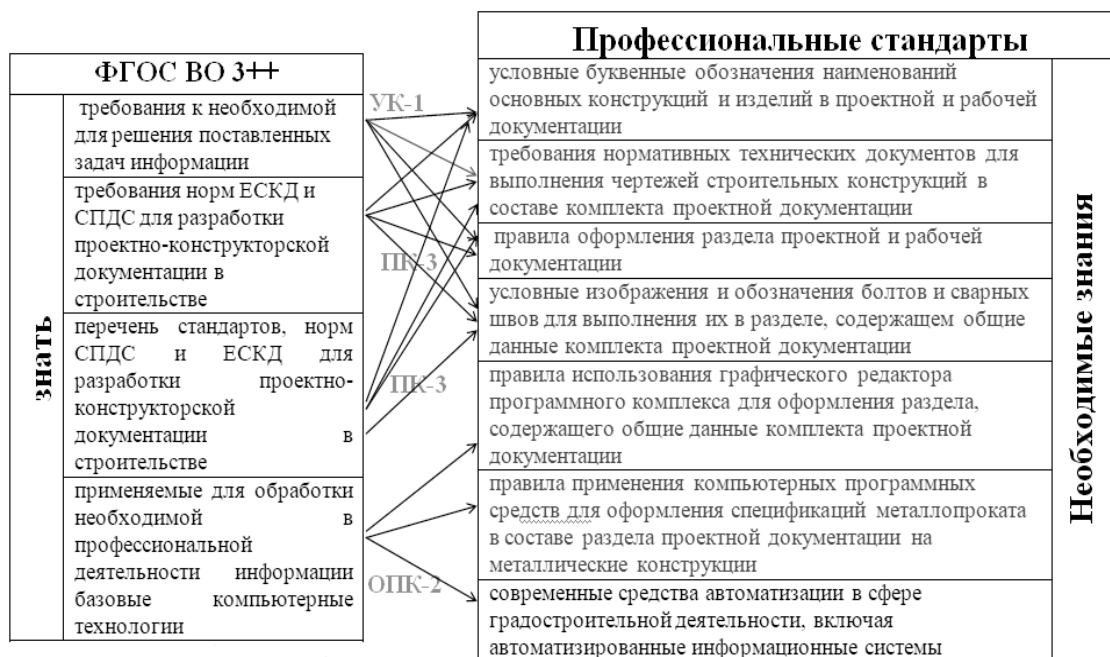 ФГОС ВО 3++
знать
требования к необходимой
для решения поставленных
задач информации
требования норм ЕСКД и
СПДС для разработки
проектно-конструкторской
документации в
строительстве
перечень стандартов, норм
СПДС и ЕСКД для
разработки проектно-
конструкторской
документации в
строительстве
применяемые для обработки
необходимой в
профессиональной
деятельности информации
базовые компьютерные
технологии
УК-1
ПК-3
ПК-3
ОПК-2
Профессиональные стандарты
условные буквенные обозначения наименований
основных конструкций и изделий в проектной и рабочей
документации
требования нормативных технических документов для
выполнения чертежей строительных конструкций в
составе комплекта проектной документации
правила оформления раздела проектной и рабочей
документации
условные изображения и обозначения болтов и сварных
швов для выполнения их в разделе, содержащем общие
данные комплекта проектной документации
правила использования графического редактора
программного комплекса для оформления раздела,
содержащего общие данные комплекта проектной
документации
правила применения компьютерных программных
средств для оформления спецификаций металлопроката
в составе раздела проектной документации на
металлические конструкции
современные средства автоматизации в сфере
градостроительной деятельности, включая
автоматизированные информационные системы
Необходимые знания